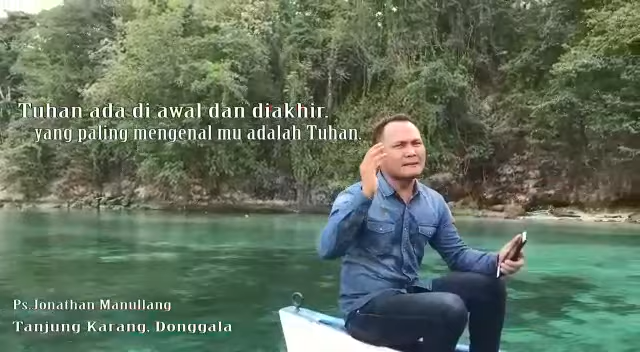 Tuhan ada di awal dan diakhir.
yang paling mengenal mu adalah Tuhan.
Ps.Jonathan Manullang
Tanjung Karang, Donggala